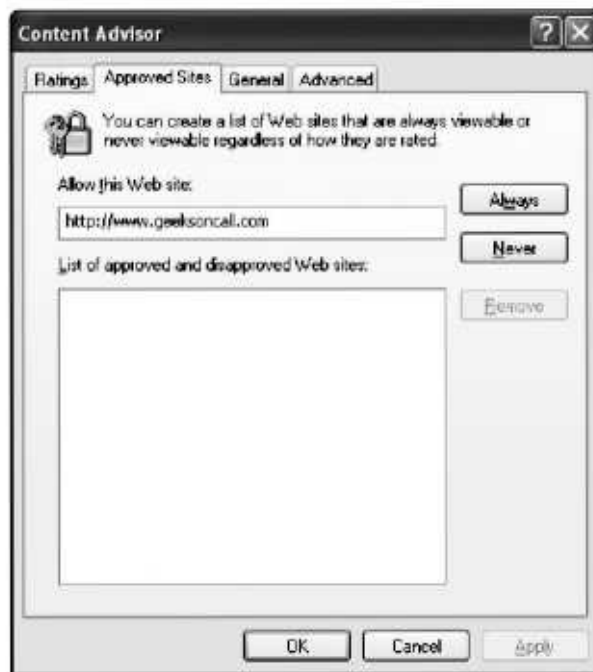 Content Advisor
Ratings Approved Sites General Advanced
You can create a list of Web sites that are always viewable or
never viewable regardless of how they are rated.
Allow this Web site:
Always
http://www.geeksoncall.com
Never
List of approved and disapproved Web sites:
Remove
OK Cancel Apply